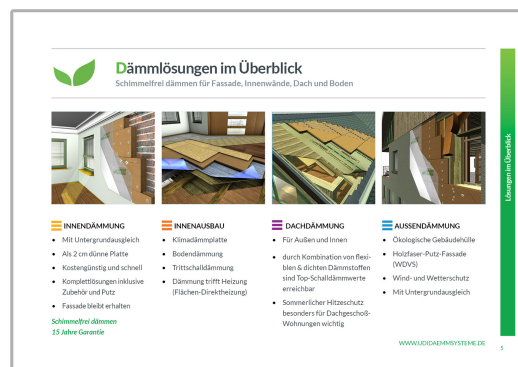 Dämmlösungen im Überblick
Schimmelfrei dämmen für Fassade, Innenwände, Dach und Boden
INNENDÄMMUNG
Mit Untergrundausgleich
Als 2 cm dünne Platte
Kostengünstig und schnell
Komplettlösungen inklusive
Zubehör und Putz
Fassade bleibt erhalten
Schimmelfrei dämmen
15 Jahre Garantie
INNENAUSBAU
Klimadämmplatte
Bodendämmung
Trittschalldämmung
Dämmung trifft Heizung
(Flächen-Direktheizung)
DACHDÄMMUNG
Für Außen und Innen
durch Kombination von flexi-
blen & dichten Dämmstoffen
sind Top-Schalldämmwerte
erreichbar
Sommerlicher Hitzeschutz
besonders für Dachgeschoß-
Wohnungen wichtig
AUSSENDÄMMUNG
Ökologische Gebäudehülle
Holzfaser-Putz-Fassade
(WDVS)
Wind- und Wetterschutz
Mit Untergrundausgleich
Lösungen im Überblick
WWW.UDIDAEMMSYSTEME.DE
5